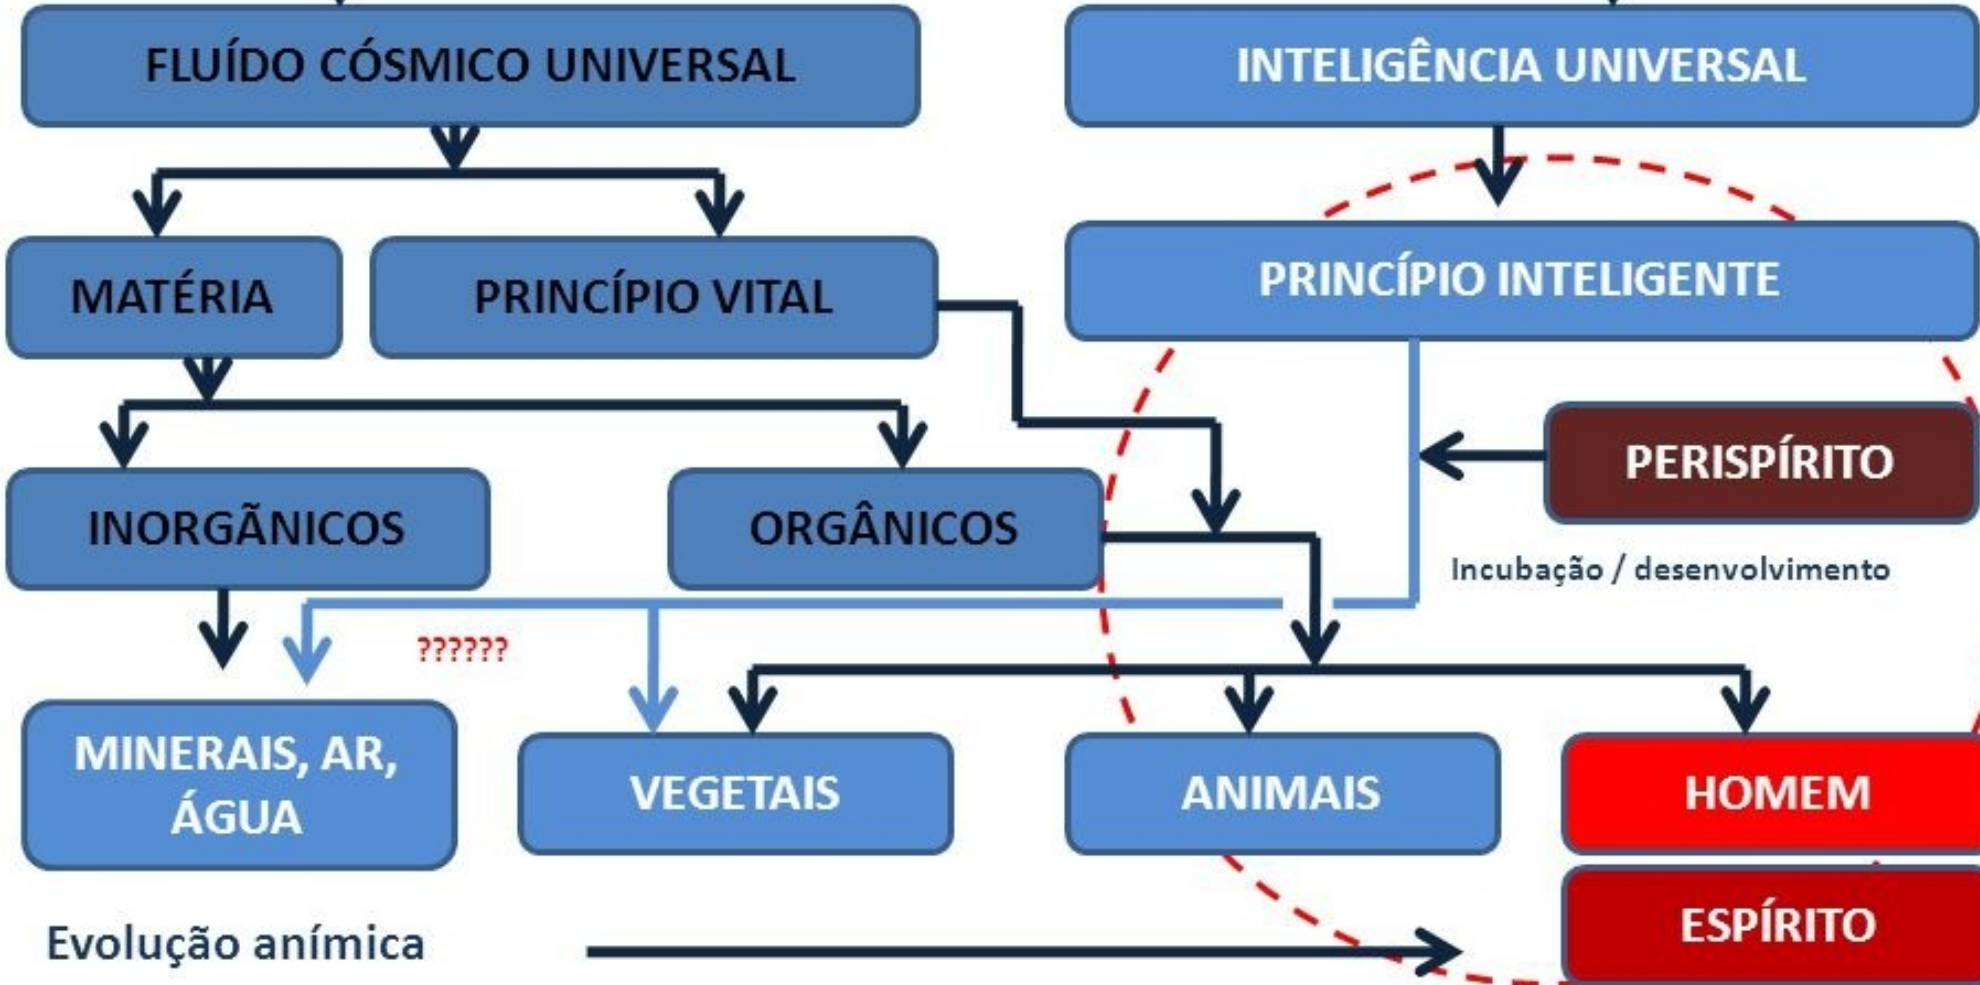 FLUÍDO CÓSMICO UNIVERSAL
INTELIGÊNCIA UNIVERSAL
MATÉRIA
PRINCÍPIO VITAL
PRINCÍPIO INTELIGENTE
PERISPÍRITO
INORGÃNICOS
ORGÂNICOS
Incubação / desenvolvimento
??????
MINERAIS, AR,
ÁGUA
VEGETAIS
ANIMAIS
HOMEM
ESPÍRITO
Evolução anímica